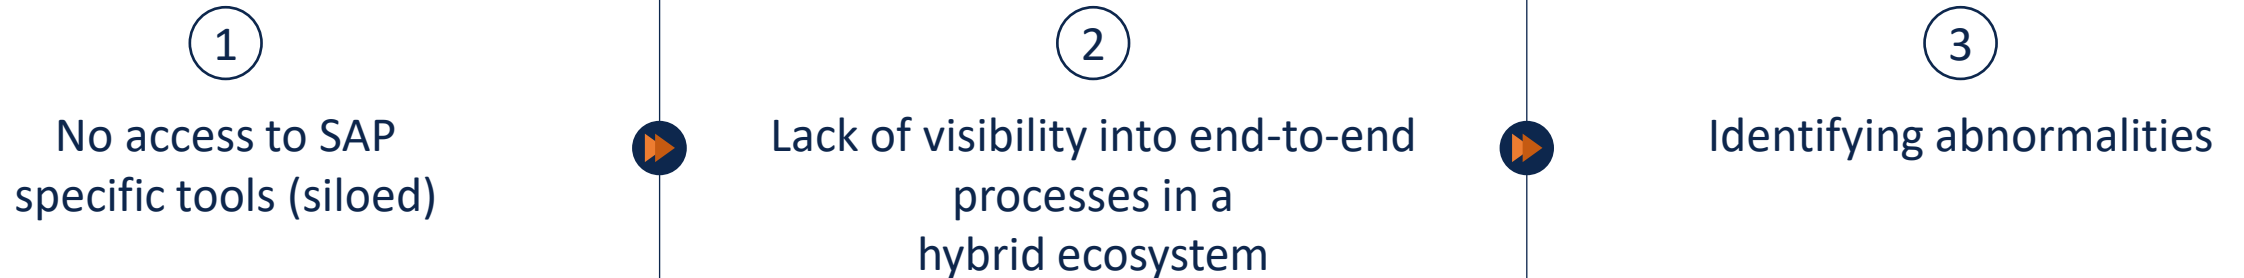 1
No access to SAP
specific tools (siloed)
2
Lack of visibility into end-to-end
processes in a
hybrid ecosystem
3
Identifying abnormalities